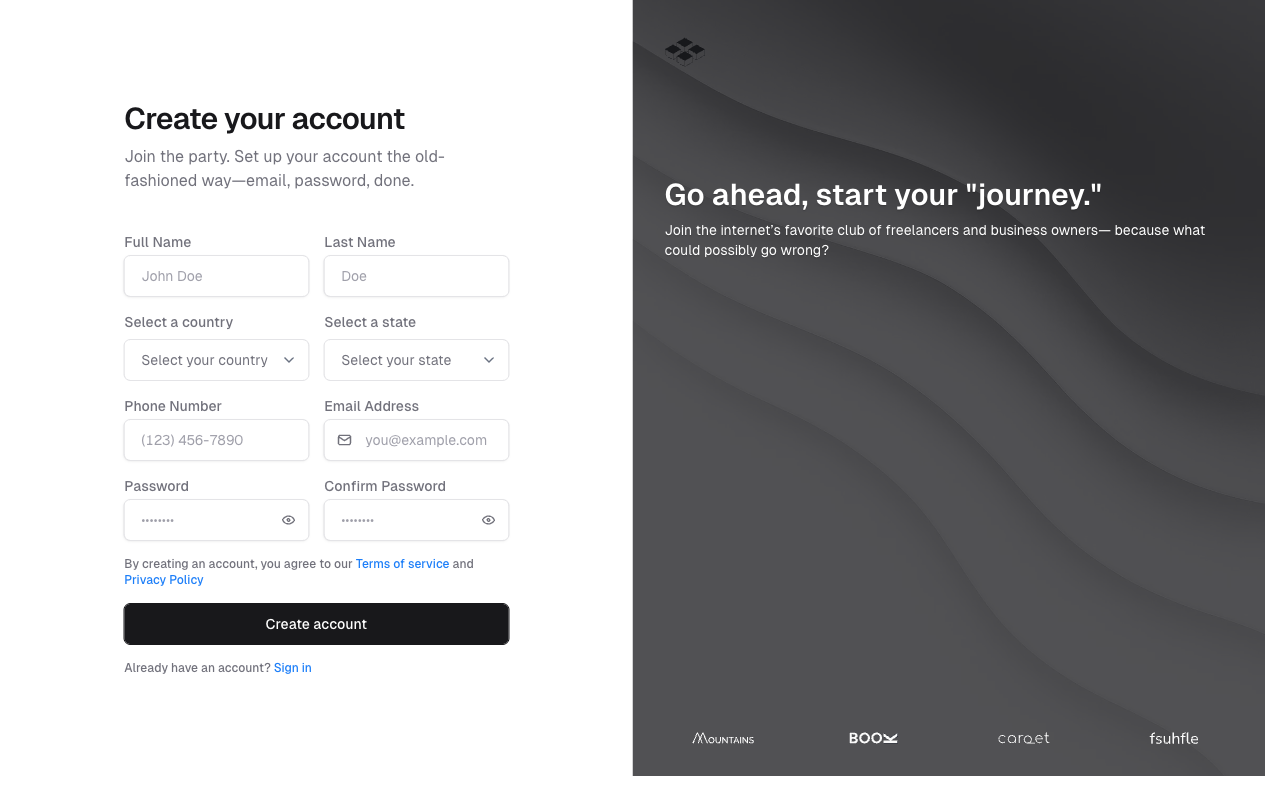 Create your account
Join the party. Set up your account the old-
fashioned way—email, password, done.
Full Name
Last Name
John Doe
Doe
Select a country
Select a state
Select your country
Select your state
Phone Number
Email Address
(123) 456-7890
you@example.com
Password
Confirm Password
••••••••
••••••••
By creating an account, you agree to our Terms of service and
Privacy Policy
Create account
Already have an account? Sign in
Go ahead, start your "journey."
Join the internet’s favorite club of freelancers and business owners— because what
could possibly go wrong?
MOUNTAINS
BOOK
carqet
fsuhfle